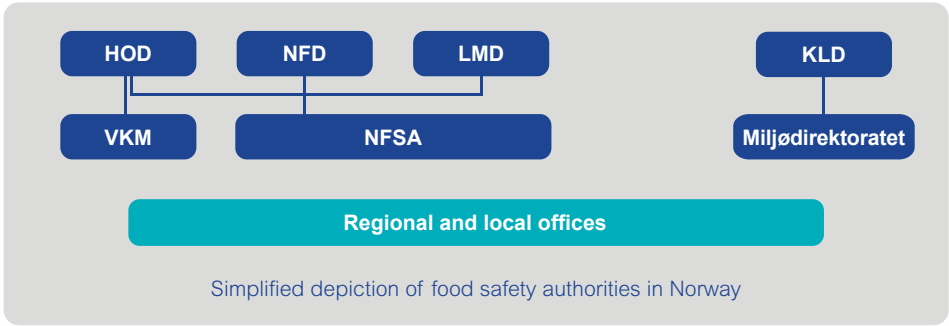 HOD
NFD
LMD
KLD
VKM
NFSA
Miljødirektoratet
Regional and local offices
Simplified depiction of food safety authorities in Norway